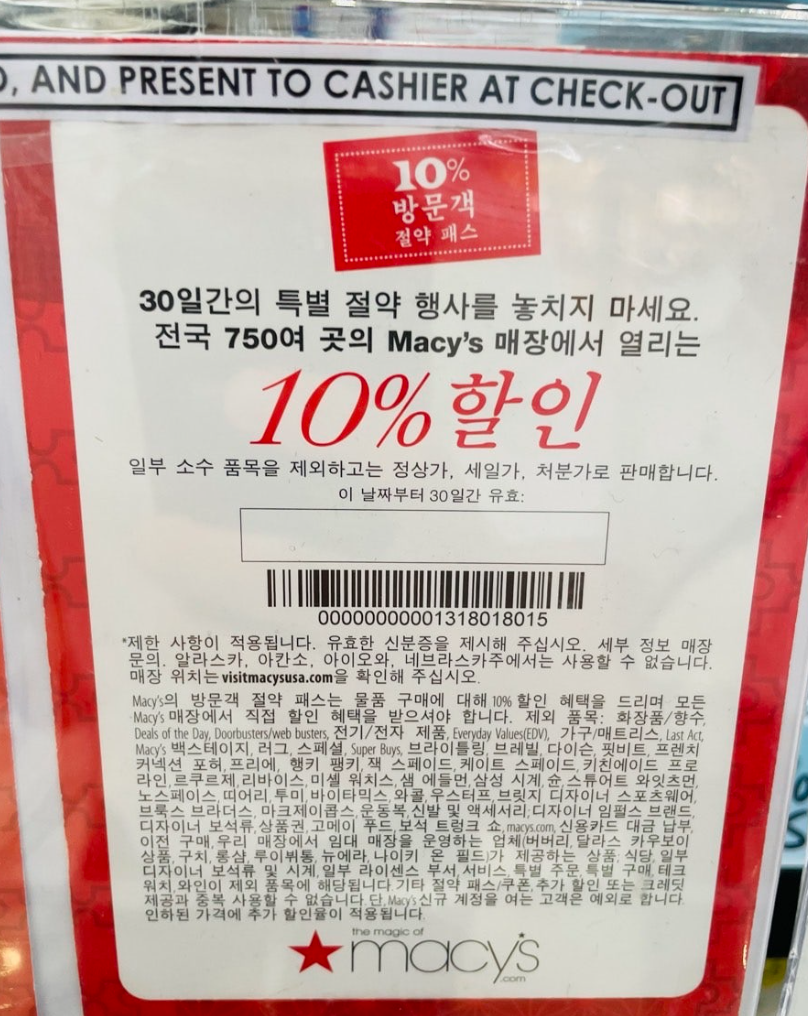 , AND PRESENT TO CASHIER AT CHECK-OUT
10%
방문객
절약 패스
30일간의 특별 절약 행사를 놓치지 마세요.
전국 750여 곳의 Macy's 매장에서 열리는
10% 할인
일부 소수 품목을 제외하고는 정상가, 세일가, 처분가로 판매합니다.
이 날짜부터 30일간 유효:
00000000001318018015
*제한 사항이 적용됩니다. 유효한 신분증을 제시해 주십시오. 세부 정보 매장
문의. 알라스카, 아칸소, 아이오와, 네브라스카주에서는 사용할 수 없습니다.
매장 위치는 visitmacysusa.com을 확인해 주십시오.
Macy's의 방문객 절약 패스는 물품 구매에 대해 10% 할인 혜택을 드리며 모든
Macy's 매장에서 직접 할인 혜택을 받으셔야 합니다. 제외 품목: 화장품/향수,
Deals of the Day, Doorbusters/web busters, 전기/전자 제품, Everyday Values(EDV), 가구/매트리스, Last Act,
Macy's 백스테이지, 러그, 스페셜, Super Buys, 브라이틀링, 브레빌, 다이슨, 핏비트, 프렌치
커넥션 포허, 프리에, 행키 팽키, 잭 스페이드, 케이트 스페이드, 키친에이드 프로
라인, 르쿠르제, 리바이스, 미셸 워치스, 샘 에들먼, 삼성 시계, 슌, 스튜어트 와잇츠먼,
노스페이스, 띠어리, 투미, 바이타믹스, 와콜, 우스터프, 브릿지 디자이너 스포츠웨어,
브룩스 브라더스, 마크제이콥스, 운동복, 신발 및 액세서리; 디자이너 임펄스 브랜드,
디자이너 보석류, 상품권, 고메이 푸드, 보석 트렁크 쇼, macys.com, 신용카드 대금 납부,
이전 구매, 우리 매장에서 임대 매장을 운영하는 업체(버버리, 달라스 카우보이
상품, 구치, 롱샴, 루이뷔통, 뉴에라, 나이키 온 필드)가 제공하는 상품; 식당, 일부
디자이너 보석류 및 시계, 일부 라이센스 부서, 서비스, 특별 주문, 특별 구매, 테크
워치, 와인이 제외 품목에 해당됩니다. 기타 절약 패스/쿠폰, 추가 할인 또는 크레딧
제공과 중복 사용할 수 없습니다. 단, Macy's 신규 계정을 여는 고객은 예외로 합니다.
인하된 가격에 추가 할인율이 적용됩니다.
the magic of
macy's
.com